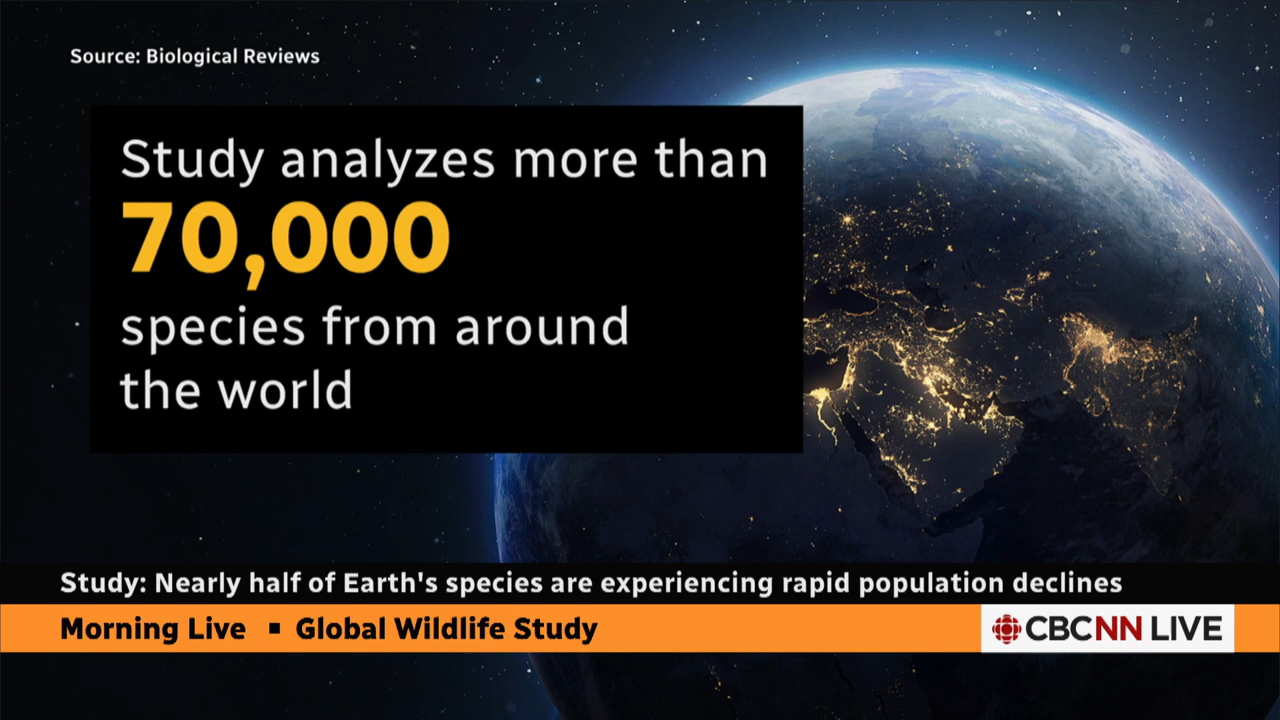 Source: Biological Reviews
Study analyzes more than
70,000
species from around
the world
Study: Nearly half of Earth's species are experiencing rapid population declines
Morning Live ▪ Global Wildlife Study
CBCNN LIVE